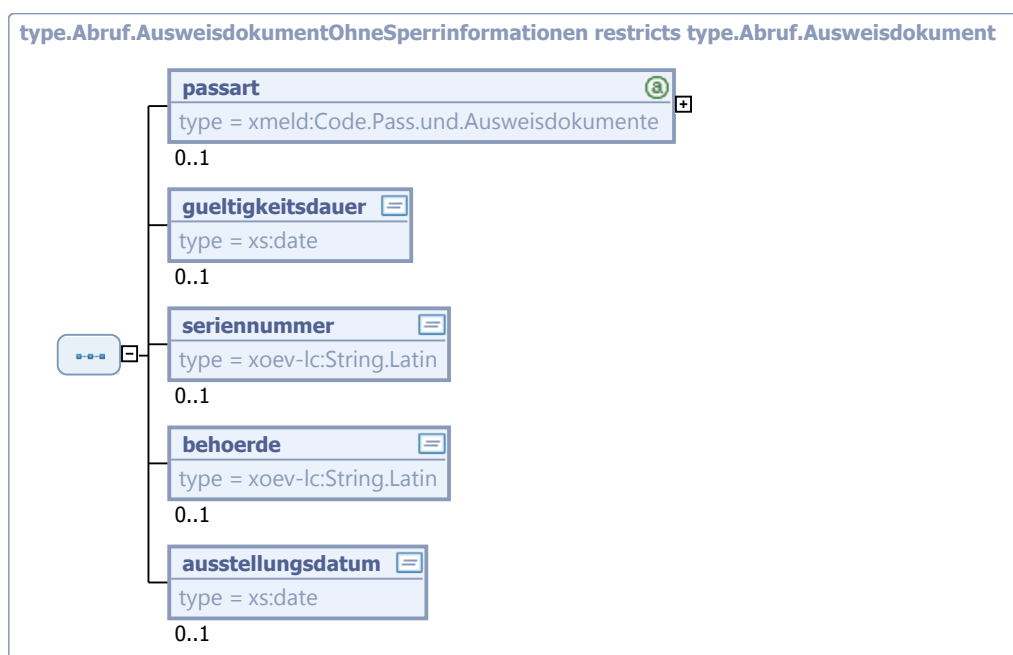 type.Abruf.AusweisdokumentOhneSperrinformationen restricts type.Abruf.Ausweisdokument
passart
type = xmeld:Code.Pass.und.Ausweisdokumente
0..1
gueltigkeitsdauer
type = xs:date
0..1
seriennummer
type = xoev-lc:String.Latin
0..1
behoerde
type = xoev-lc:String.Latin
0..1
ausstellungsdatum
type = xs:date
0..1